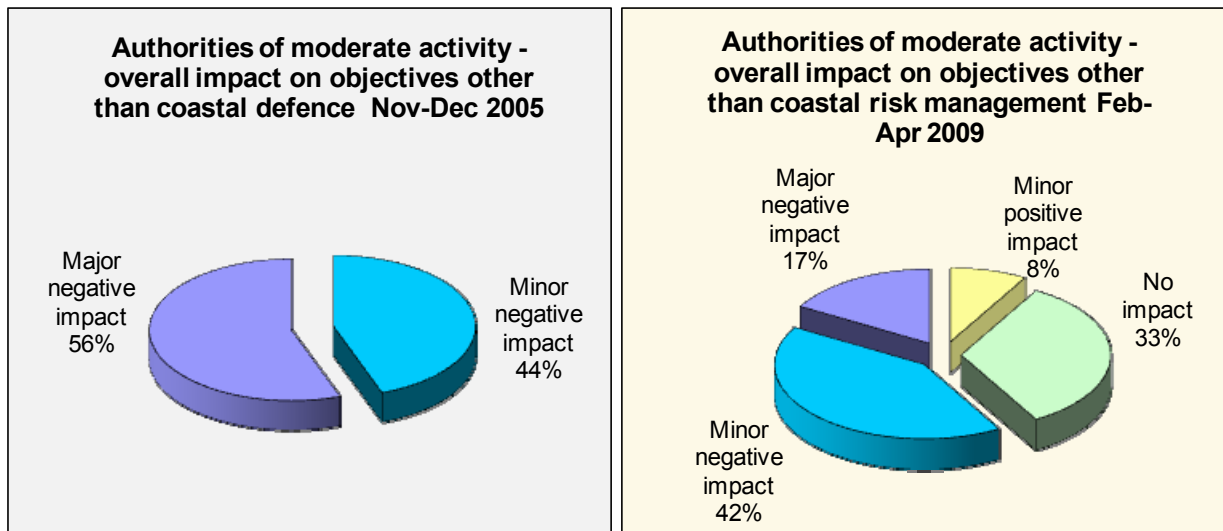 Authorities of moderate activity -
overall impact on objectives other
than coastal defence Nov-Dec 2005
Major
negative
impact
56%
Minor
negative
impact
44%
Authorities of moderate activity -
overall impact on objectives other
than coastal risk management Feb-
Apr 2009
Major
negative
impact
17%
Minor
positive
impact
8%
No
impact
33%
Minor
negative
impact
42%